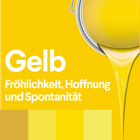 Gelb
Fröhlichkeit, Hoffnung
und Spontanität